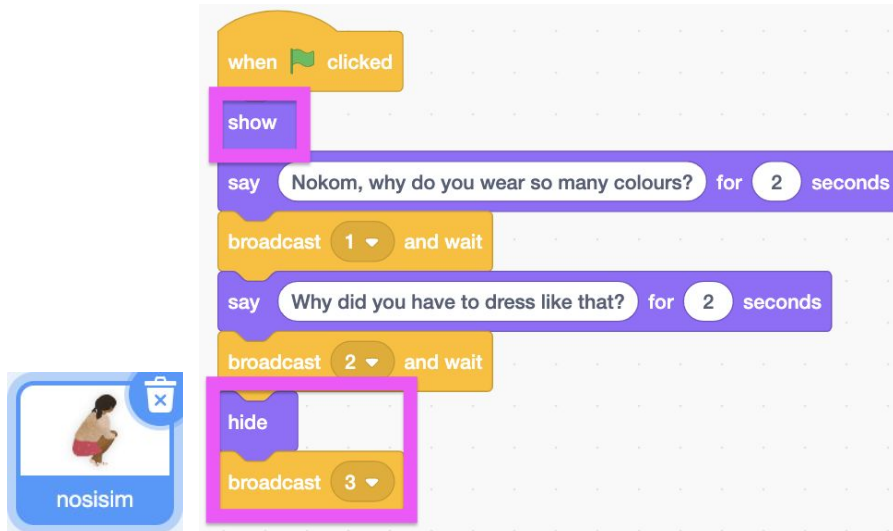 when clicked
show
say Nokom, why do you wear so many colours? for 2 seconds
broadcast 1 and wait
say Why did you have to dress like that? for 2 seconds
broadcast 2 and wait
hide
broadcast 3
nosisim